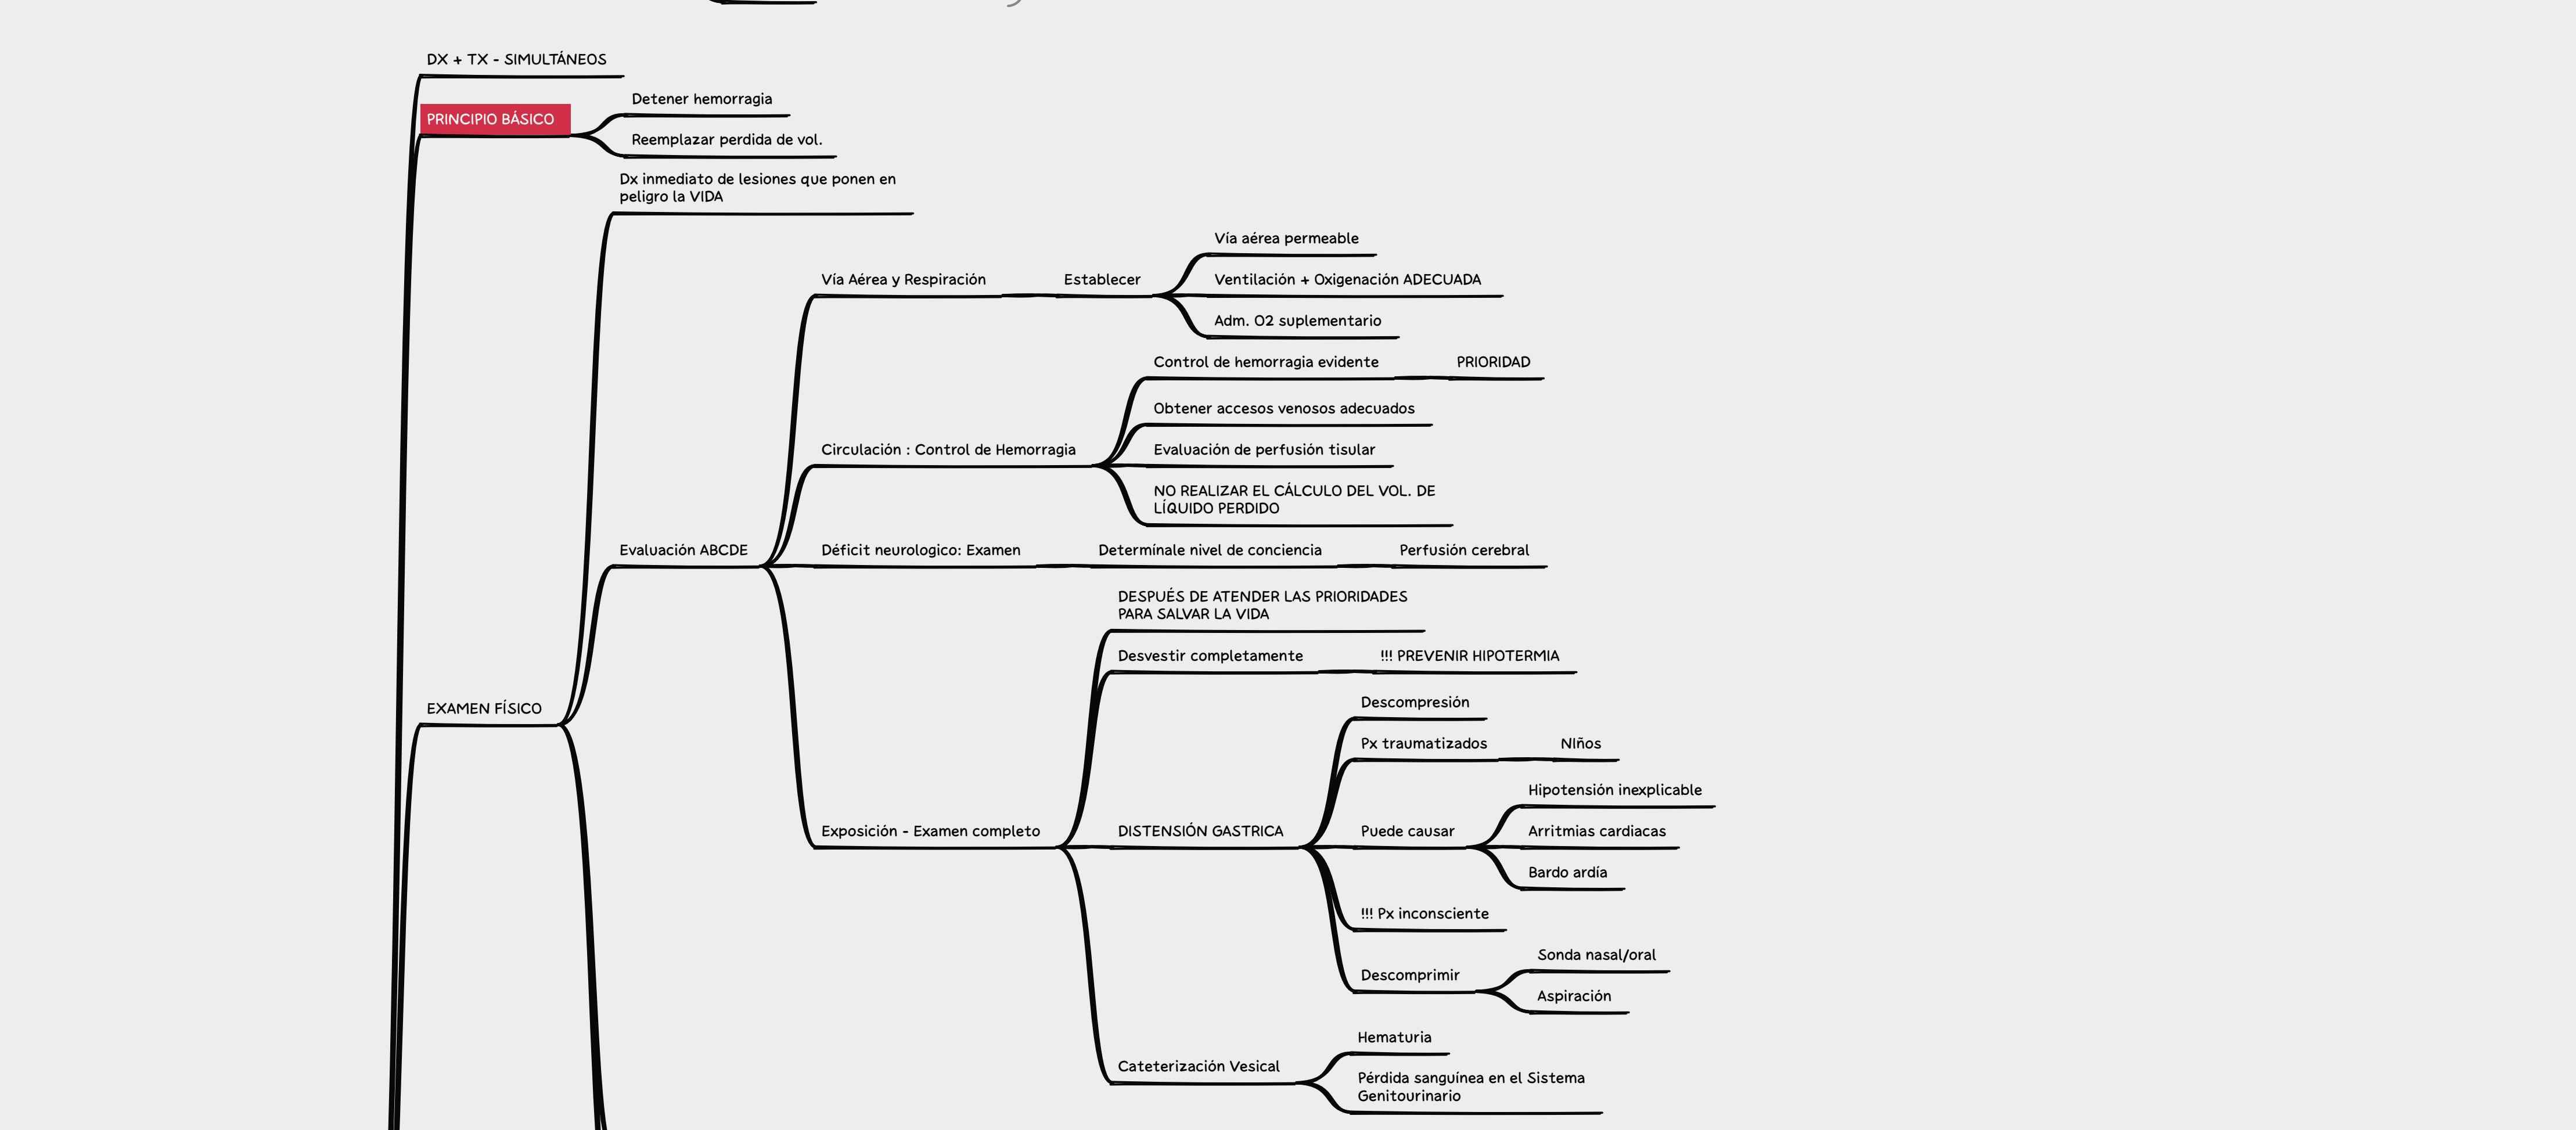 DX + TX - SIMULTÁNEOS
PRINCIPIO BÁSICO
Detener hemorragia
Reemplazar perdida de vol.
EXAMEN FÍSICO
Dx inmediato de lesiones que ponen en
peligro la VIDA
Evaluación ABCDE
Vía Aérea y Respiración
Establecer
Vía aérea permeable
Ventilación + Oxigenación ADECUADA
Adm. O2 suplementario
Circulación : Control de Hemorragia
Control de hemorragia evidente
PRIORIDAD
Obtener accesos venosos adecuados
Evaluación de perfusión tisular
NO REALIZAR EL CÁLCULO DEL VOL. DE
LÍQUIDO PERDIDO
Déficit neurologico: Examen
Determínale nivel de conciencia
Perfusión cerebral
Exposición - Examen completo
DESPUÉS DE ATENDER LAS PRIORIDADES
PARA SALVAR LA VIDA
Desvestir completamente
!!! PREVENIR HIPOTERMIA
DISTENSIÓN GASTRICA
Descompresión
Px traumatizados
NIños
Puede causar
Hipotensión inexplicable
Arritmias cardiacas
Bardo ardía
!!! Px inconsciente
Descomprimir
Sonda nasal/oral
Aspiración
Cateterización Vesical
Hematuria
Pérdida sanguínea en el Sistema
Genitourinario